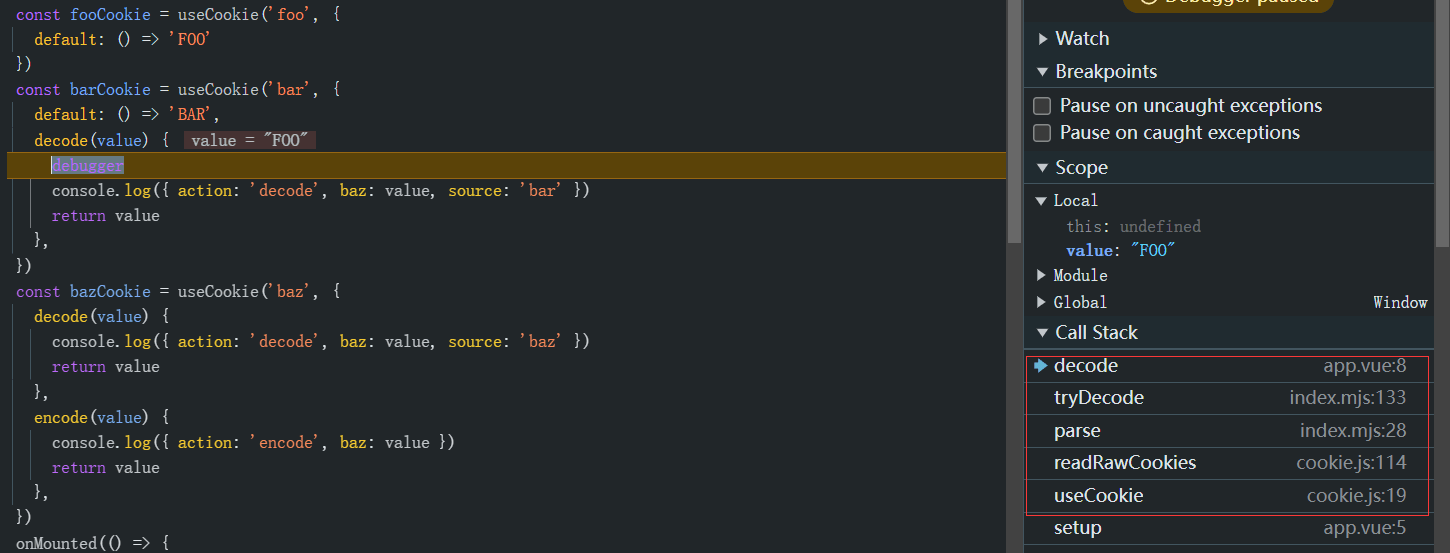 const fooCookie = useCookie('foo', {
default: () => 'FOO'
})
const barCookie = useCookie('bar', {
default: () => 'BAR',
decode(value) { value = "FOO"
debugger
console.log({ action: 'decode', baz: value, source: 'bar' })
return value
},
})
const bazCookie = useCookie('baz', {
decode(value) {
console.log({ action: 'decode', baz: value, source: 'baz' })
return value
},
encode(value) {
console.log({ action: 'encode', baz: value })
return value
},
})
onMounted(() => {
Debugger paused
Watch
Breakpoints
Pause on uncaught exceptions
Pause on caught exceptions
Scope
Local
this: undefined
value: "FOO"
Module
Global Window
Call Stack
decode app.vue:8
tryDecode index.mjs:133
parse index.mjs:28
readRawCookies cookie.js:114
useCookie cookie.js:19
setup app.vue:5